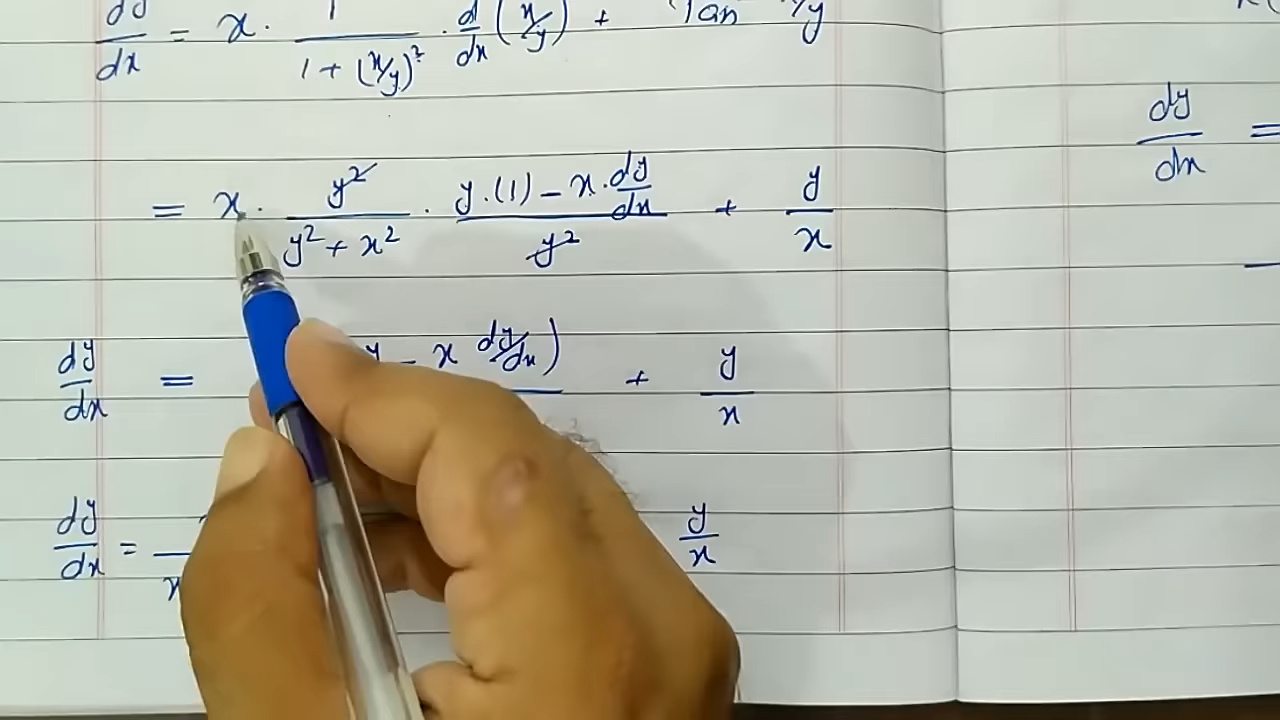 dy/dx = x · 1/(1 + (x/y)²) · d/dx (x/y) + Tan x/y
= x · y²/(y² + x²) · (y·(1) – x·dy/dx)/y² + y/x
dy/dx = y – x dy/dx) + y/x
dy/dx = y/x
dy/dx =